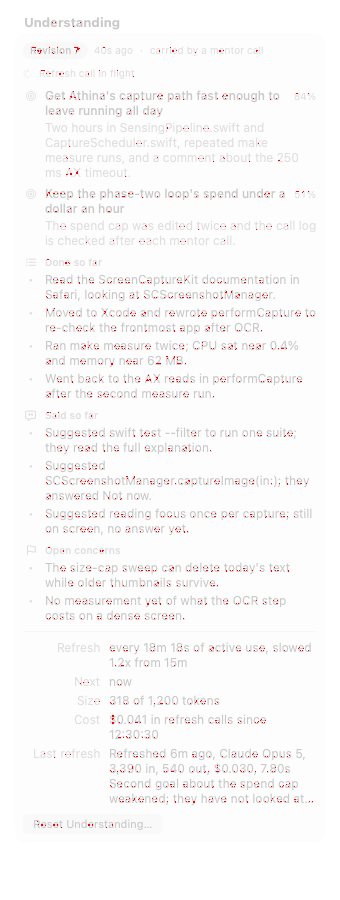 Understanding
Revision 7 40s ago · carried by a mentor call
Refresh call in flight
Get Athina's capture path fast enough to 84%
leave running all day
Two hours in SensingPipeline.swift and
CaptureScheduler.swift, repeated make
measure runs, and a comment about the 250
ms AX timeout.
Keep the phase-two loop's spend under a 51%
dollar an hour
The spend cap was edited twice and the call log
is checked after each mentor call.
Done so far
• Read the ScreenCaptureKit documentation in
Safari, looking at SCScreenshotManager.
• Moved to Xcode and rewrote performCapture to
re-check the frontmost app after OCR.
• Ran make measure twice; CPU sat near 0.4%
and memory near 62 MB.
• Went back to the AX reads in performCapture
after the second measure run.
Said so far
• Suggested swift test --filter to run one suite;
they read the full explanation.
• Suggested
SCScreenshotManager.captureImage(in:); they
answered Not now.
• Suggested reading focus once per capture; still
on screen, no answer yet.
Open concerns
• The size-cap sweep can delete today's text
while older thumbnails survive.
• No measurement yet of what the OCR step
costs on a dense screen.
Refresh every 18m 18s of active use, slowed
1.2x from 15m
Next now
Size 318 of 1,200 tokens
Cost $0.041 in refresh calls since
12:30:30
Last refresh Refreshed 6m ago, Claude Opus 5,
3,390 in, 540 out, $0.030, 7.80s
Second goal about the spend cap
weakened; they have not looked at...
Reset Understanding...